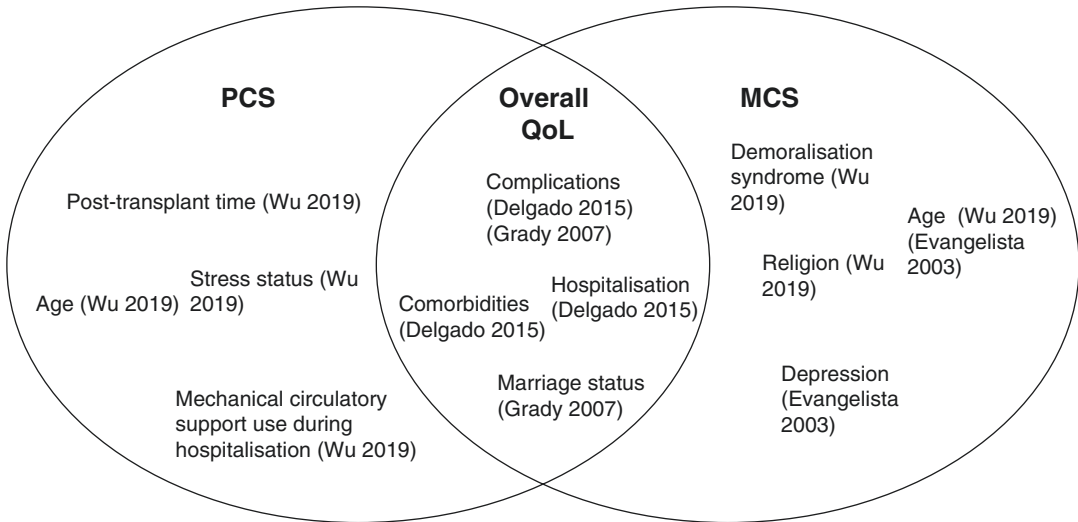 PCS
Post-transplant time (Wu 2019)
Stress status (Wu
2019)
Age (Wu 2019)
Mechanical circulatory
support use during
hospitalisation (Wu 2019)
Overall
QoL
Complications
(Delgado 2015)
(Grady 2007)
Hospitalisation
(Delgado 2015)
Comorbidities
(Delgado 2015)
Marriage status
(Grady 2007)
MCS
Demoralisation
syndrome (Wu
2019)
Age (Wu 2019)
(Evangelista
2003)
Religion (Wu
2019)
Depression
(Evangelista
2003)